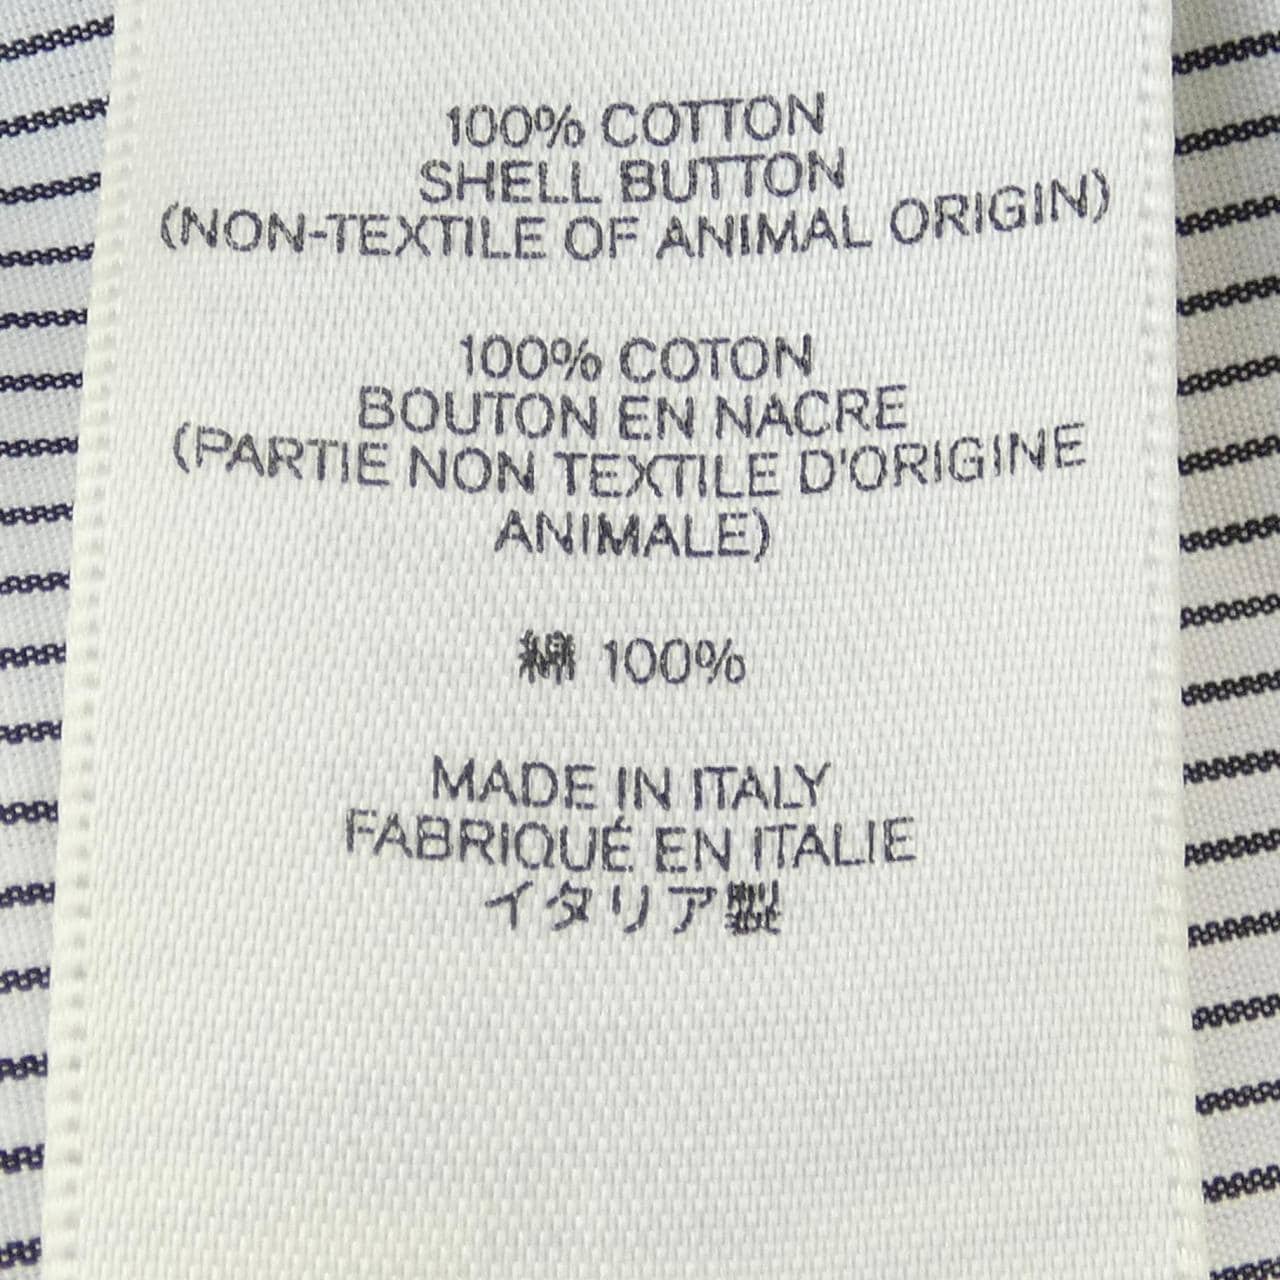 100% COTTON
SHELL BUTTON
(NON-TEXTILE OF ANIMAL ORIGIN)
100% COTON
BOUTON EN NACRE
(PARTIE NON TEXTILE D'ORIGINE
ANIMALE)
綿 100%
MADE IN ITALY
FABRIQUÉ EN ITALIE
イタリア製